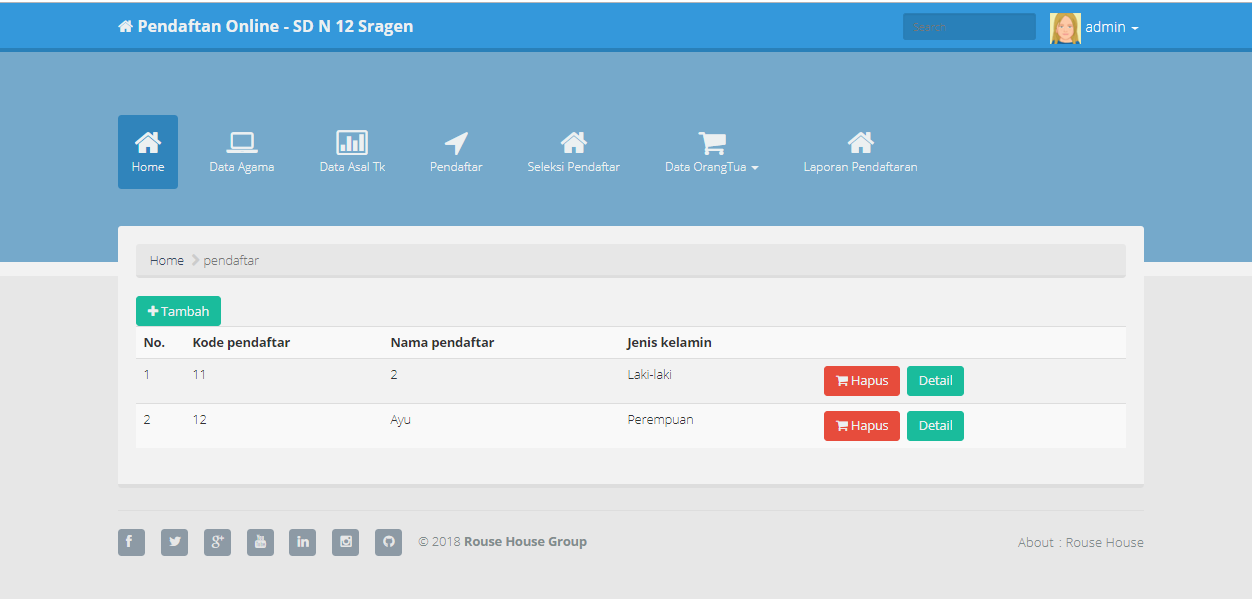 Pendaftan Online - SD N 12 Sragen
Search
admin
Home
Data Agama
Data Asal Tk
Pendaftar
Seleksi Pendaftar
Data OrangTua
Laporan Pendaftaran
Home pendaftar
Tambah
No. Kode pendaftar Nama pendaftar Jenis kelamin
1 11 2 Laki-laki Hapus Detail
2 12 Ayu Perempuan Hapus Detail
© 2018 Rouse House Group
About : Rouse House